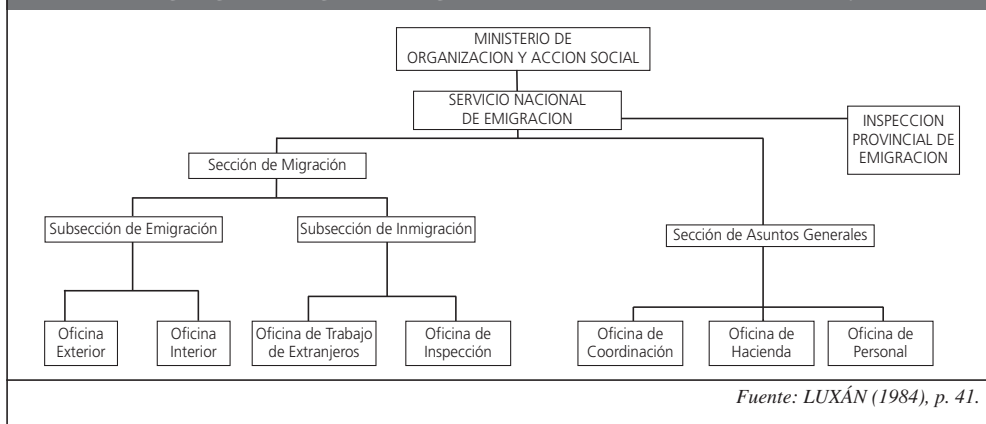 MINISTERIO DE
ORGANIZACION Y ACCION SOCIAL
SERVICIO NACIONAL
DE EMIGRACION
INSPECCION
PROVINCIAL DE
EMIGRACION
Sección de Migración
Subsección de Emigración
Subsección de Inmigración
Sección de Asuntos Generales
Oficina
Exterior
Oficina
Interior
Oficina de Trabajo
de Extranjeros
Oficina de
Inspección
Oficina de
Coordinación
Oficina de
Hacienda
Oficina de
Personal
Fuente: LUXÁN (1984), p. 41.